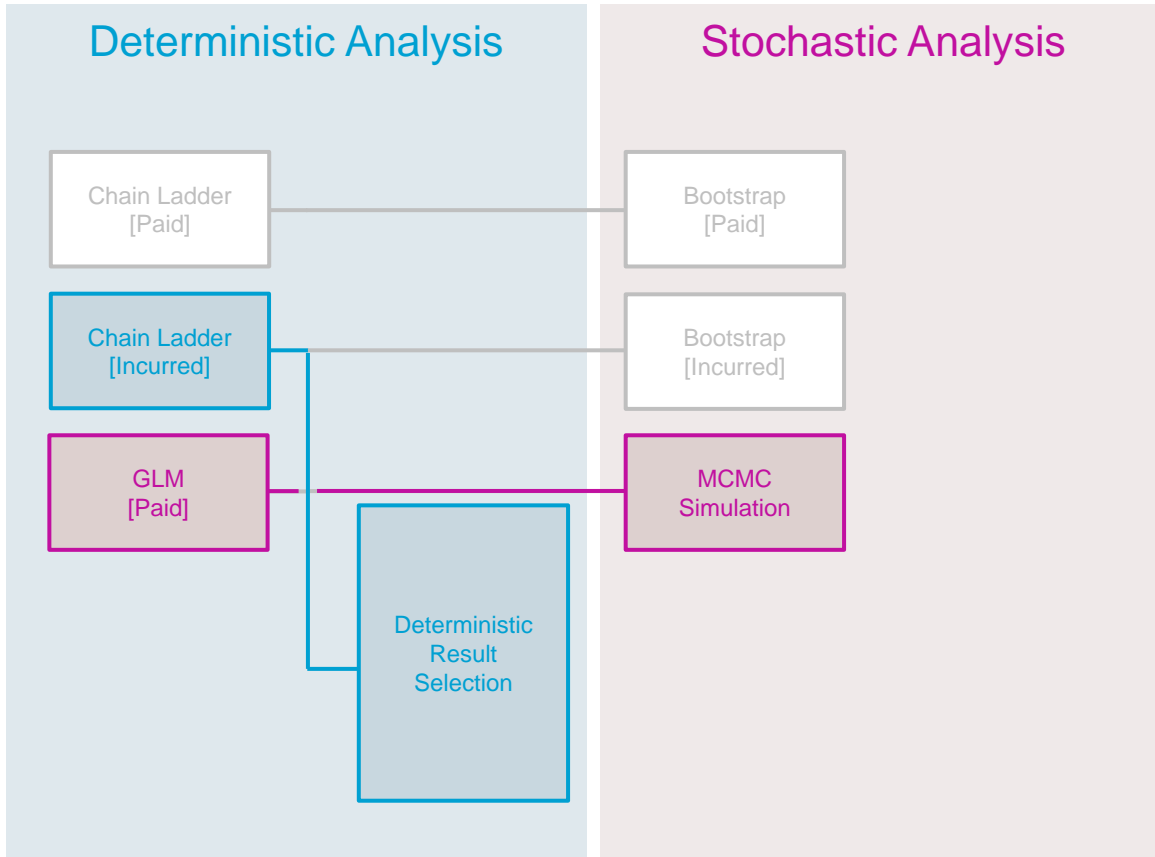 Deterministic Analysis
Stochastic Analysis
Chain Ladder
[Paid]
Bootstrap
[Paid]
Chain Ladder
[Incurred]
Bootstrap
[Incurred]
GLM
[Paid]
MCMC
Simulation
Deterministic
Result
Selection